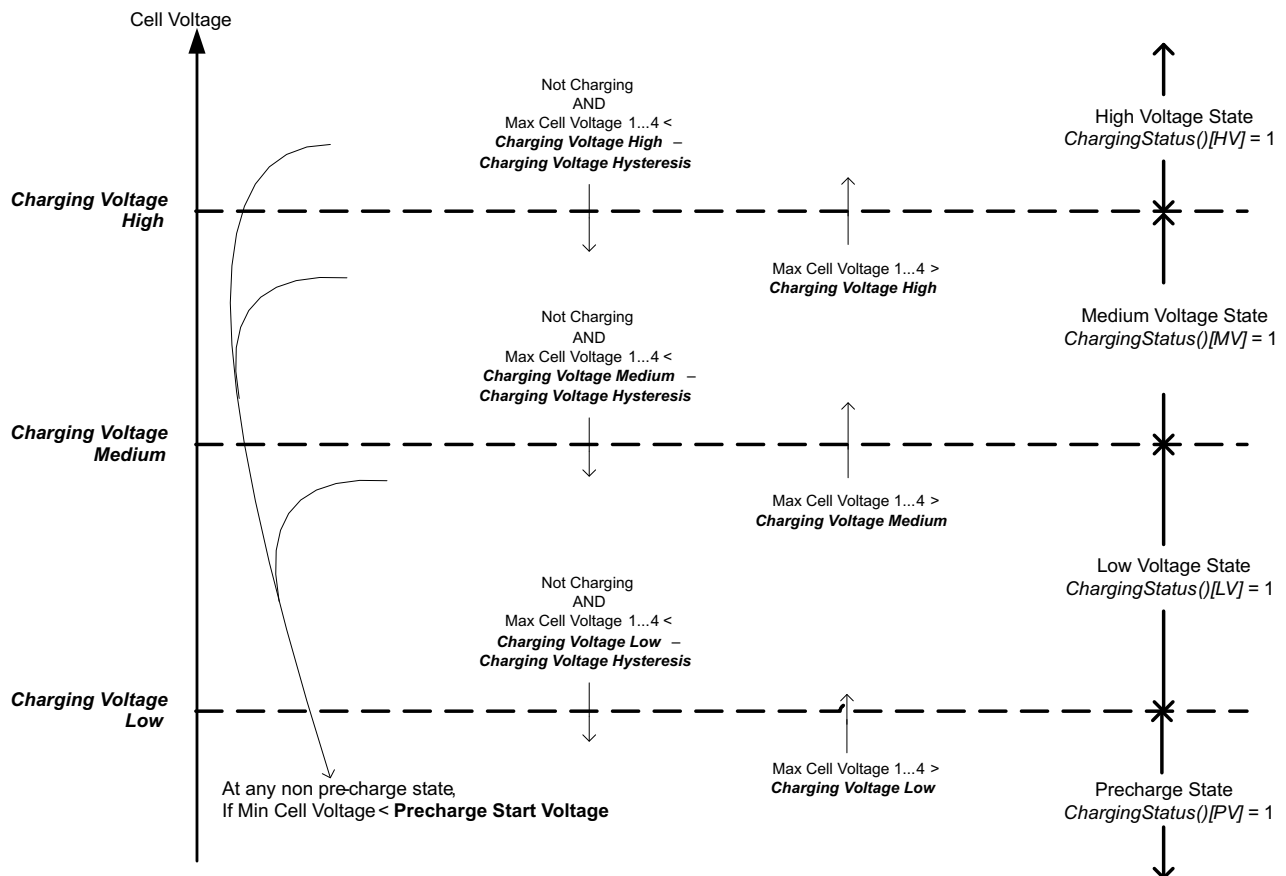 Cell Voltage
Not Charging
AND
Max Cell Voltage 1...4 <
Charging Voltage High –
Charging Voltage Hysteresis
High Voltage State
ChargingStatus()[HV] = 1
Charging Voltage
High
Max Cell Voltage 1...4 >
Charging Voltage High
Not Charging
AND
Max Cell Voltage 1...4 <
Charging Voltage Medium –
Charging Voltage Hysteresis
Medium Voltage State
ChargingStatus()[MV] = 1
Charging Voltage
Medium
Max Cell Voltage 1...4 >
Charging Voltage Medium
Not Charging
AND
Max Cell Voltage 1...4 <
Charging Voltage Low –
Charging Voltage Hysteresis
Low Voltage State
ChargingStatus()[LV] = 1
Charging Voltage
Low
Max Cell Voltage 1...4 >
Charging Voltage Low
At any non pre-charge state,
If Min Cell Voltage < Precharge Start Voltage
Precharge State
ChargingStatus()[PV] = 1